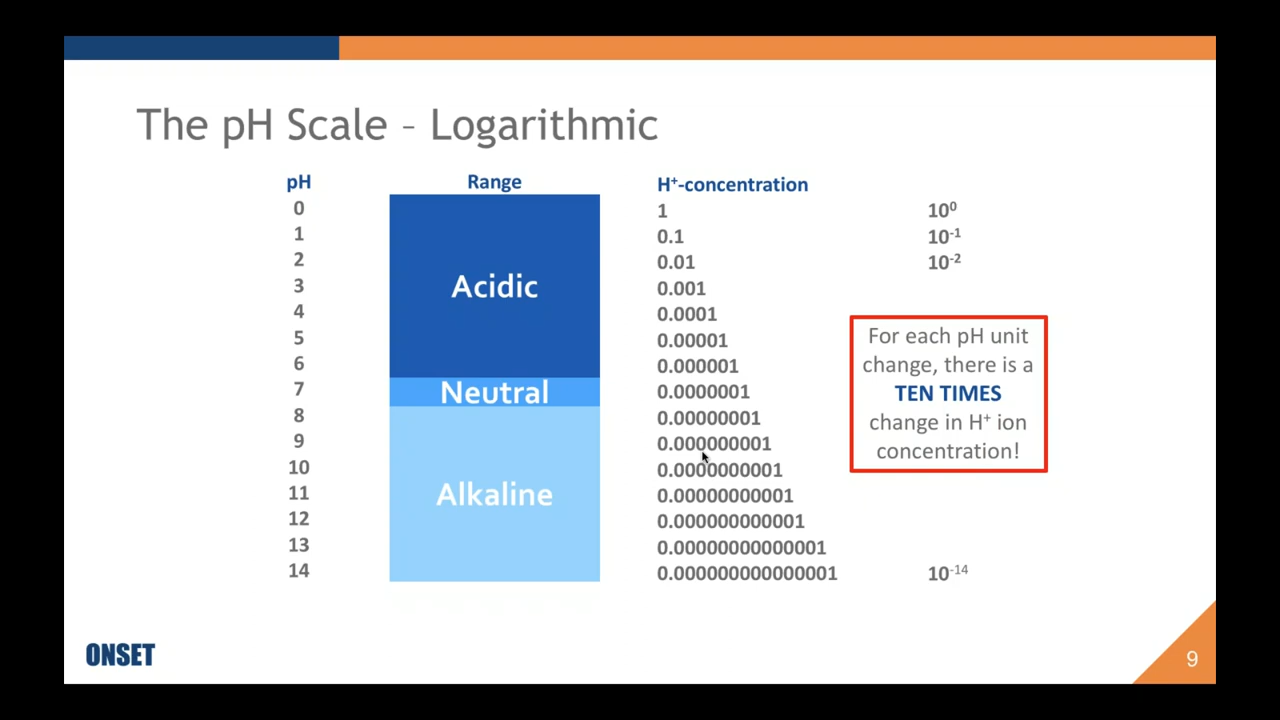 The pH Scale – Logarithmic
pH Range H⁺-concentration
0 1 10⁰
1 0.1 10⁻¹
2 0.01 10⁻²
3 0.001
4 0.0001
5 0.00001
6 0.000001
7 0.0000001
8 0.00000001
9 0.000000001
10 0.0000000001
11 0.00000000001
12 0.000000000001
13 0.00000000000001
14 0.000000000000001 10⁻¹⁴
Acidic
Neutral
Alkaline
For each pH unit
change, there is a
TEN TIMES
change in H⁺ ion
concentration!
ONSET
9